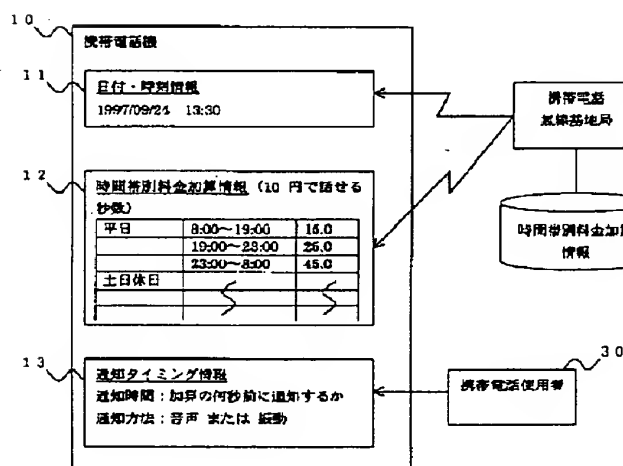 10
携帯電話機
11
日付・時刻情報
1997/09/24 13:30
携帯電話
無線基地局
12
時間帯別料金加算情報（10 円で話せる
秒数）
平日 8:00～19:00 15.0
19:00～23:00 26.0
23:00～8:00 45.0
土日休日
時間帯別料金加算
情報
13
通知タイミング情報
通知時間：加算の何秒前に通知するか
通知方法：音声 または 振動
30
携帯電話使用者